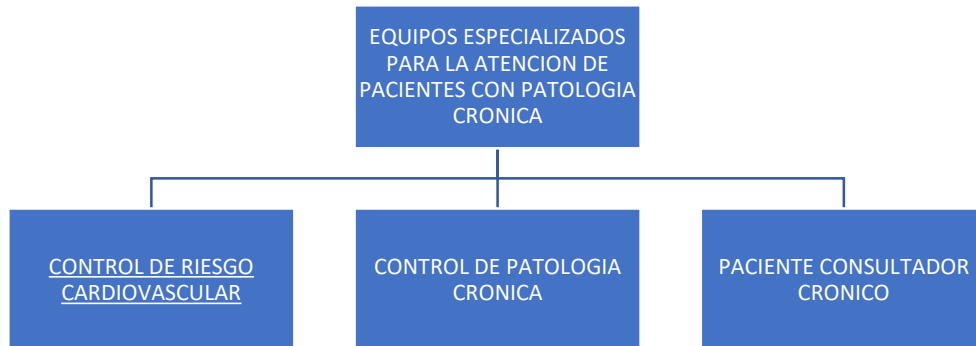 EQUIPOS ESPECIALIZADOS
PARA LA ATENCION DE
PACIENTES CON PATOLOGIA
CRONICA
CONTROL DE RIESGO
CARDIOVASCULAR
CONTROL DE PATOLOGIA
CRONICA
PACIENTE CONSULTADOR
CRONICO